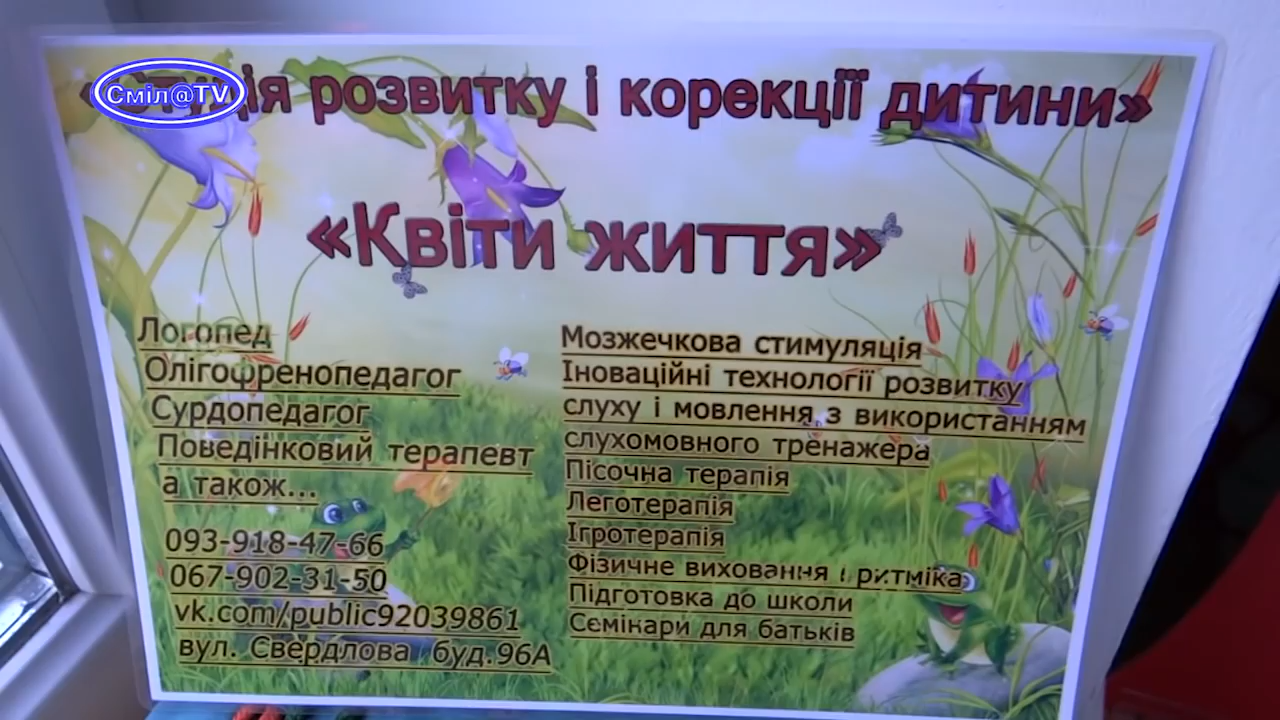 Сміл@TV
розвитку і корекції дитини»
«Квіти життя»
Логопед
Олігофренопедагог
Сурдопедагог
Поведінковий терапевт
а також...
093-918-47-66
067-902-31-50
vk.com/public92039861
вул. Свердлова буд.96А
Мозжечкова стимуляція
Іноваційні технології розвитку
слуху і мовлення з використанням
слухомовного тренажера
Пісочна терапія
Леготерапія
Ігротерапія
Фізичне виховання і ритміка
Підготовка до школи
Семінари для батьків